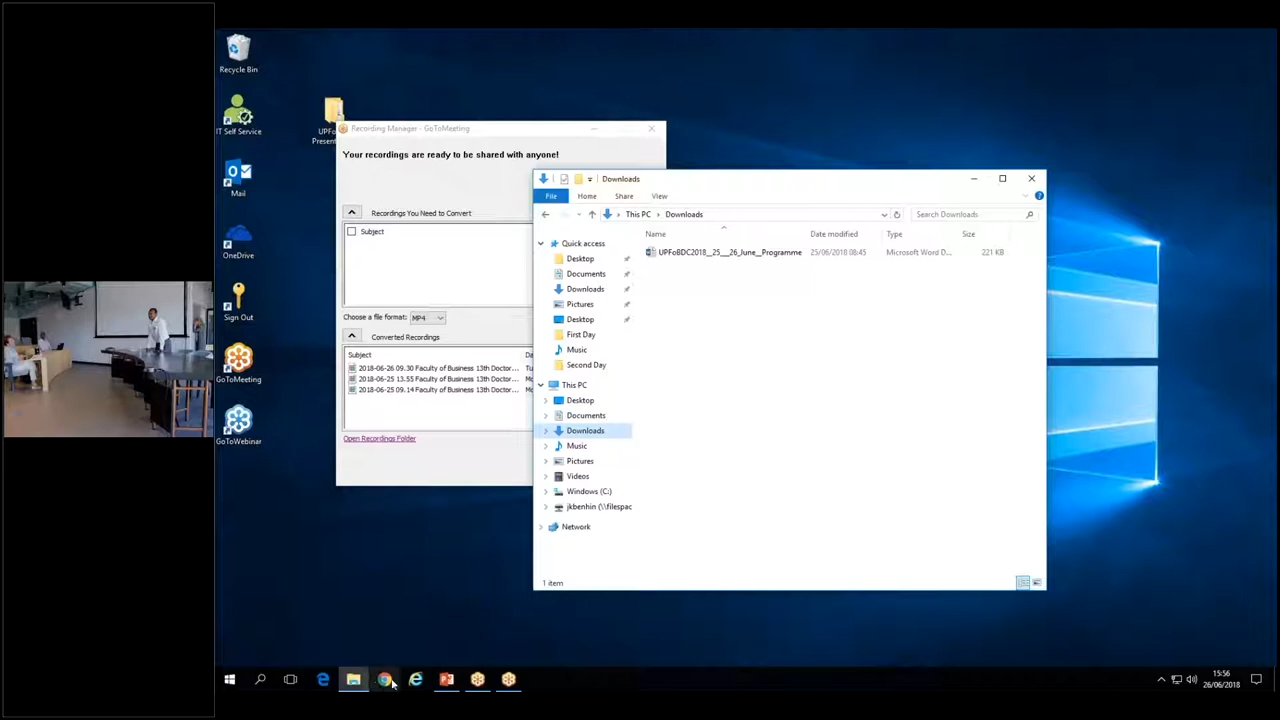 Recycle Bin
IT Self Service
Mail
OneDrive
Sign Out
GoToMeeting
GoToWebinar
Recording Manager - GoToMeeting
Your recordings are ready to be shared with anyone!
Recordings You Need to Convert
Subject
Choose a file format: MP4
Converted Recordings
Subject
2018-06-26 09.30 Faculty of Business 13th Doctor...
2018-06-25 13.55 Faculty of Business 13th Doctor...
2018-06-25 09.14 Faculty of Business 13th Doctor...
Open Recordings Folder
Downloads
File Home Share View
This PC > Downloads
Search Downloads
Name Date modified Type Size
UPFoBDC2018__25___26_June__Programme 25/06/2018 08:45 Microsoft Word D... 221 KB
Quick access
Desktop
Documents
Downloads
Pictures
Desktop
First Day
Music
Second Day
This PC
Desktop
Documents
Downloads
Music
Pictures
Videos
Windows (C:)
jkbenhin (\\filespac
Network
1 item
15:56
26/06/2018